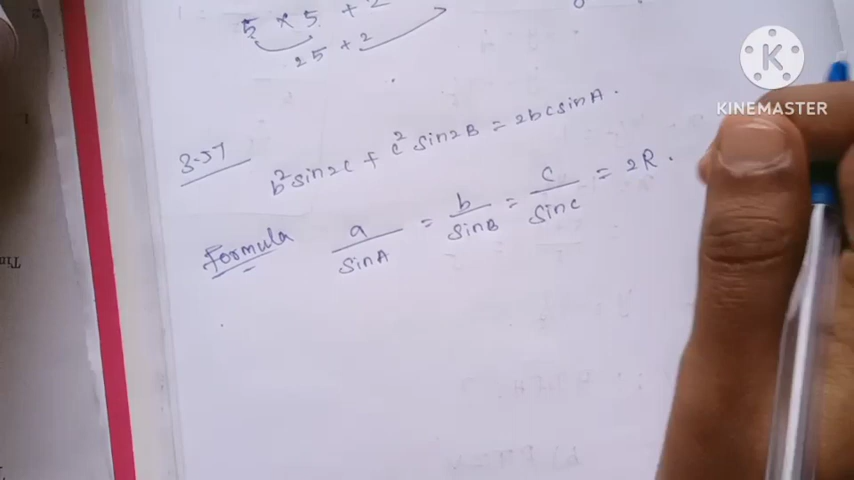 5 × 5 + 2
25 + 2
KINEMASTER
3.57 b² sin2C + c² sin2B = 2bc sinA.
Formula a/sinA = b/sinB = c/sinC = 2R.